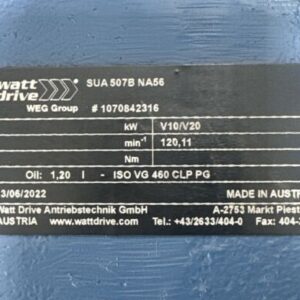 watt drive SUA 507B NA56
WEG Group # 1070842316
kW V10/V20
min-1 120,11
Nm
Oil: 1,20 l - ISO VG 460 CLP PG
3/06/2022 MADE IN AUST
Watt Drive Antriebstechnik GmbH A-2753 Markt Piest
AUSTRIA www.wattdrive.com Tel.: +43/2633/404-0 Fax: 404-